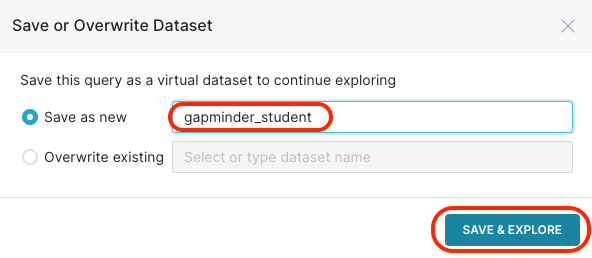 Save or Overwrite Dataset
Save this query as a virtual dataset to continue exploring
Save as new
gapminder_student
Overwrite existing
Select or type dataset name
SAVE & EXPLORE